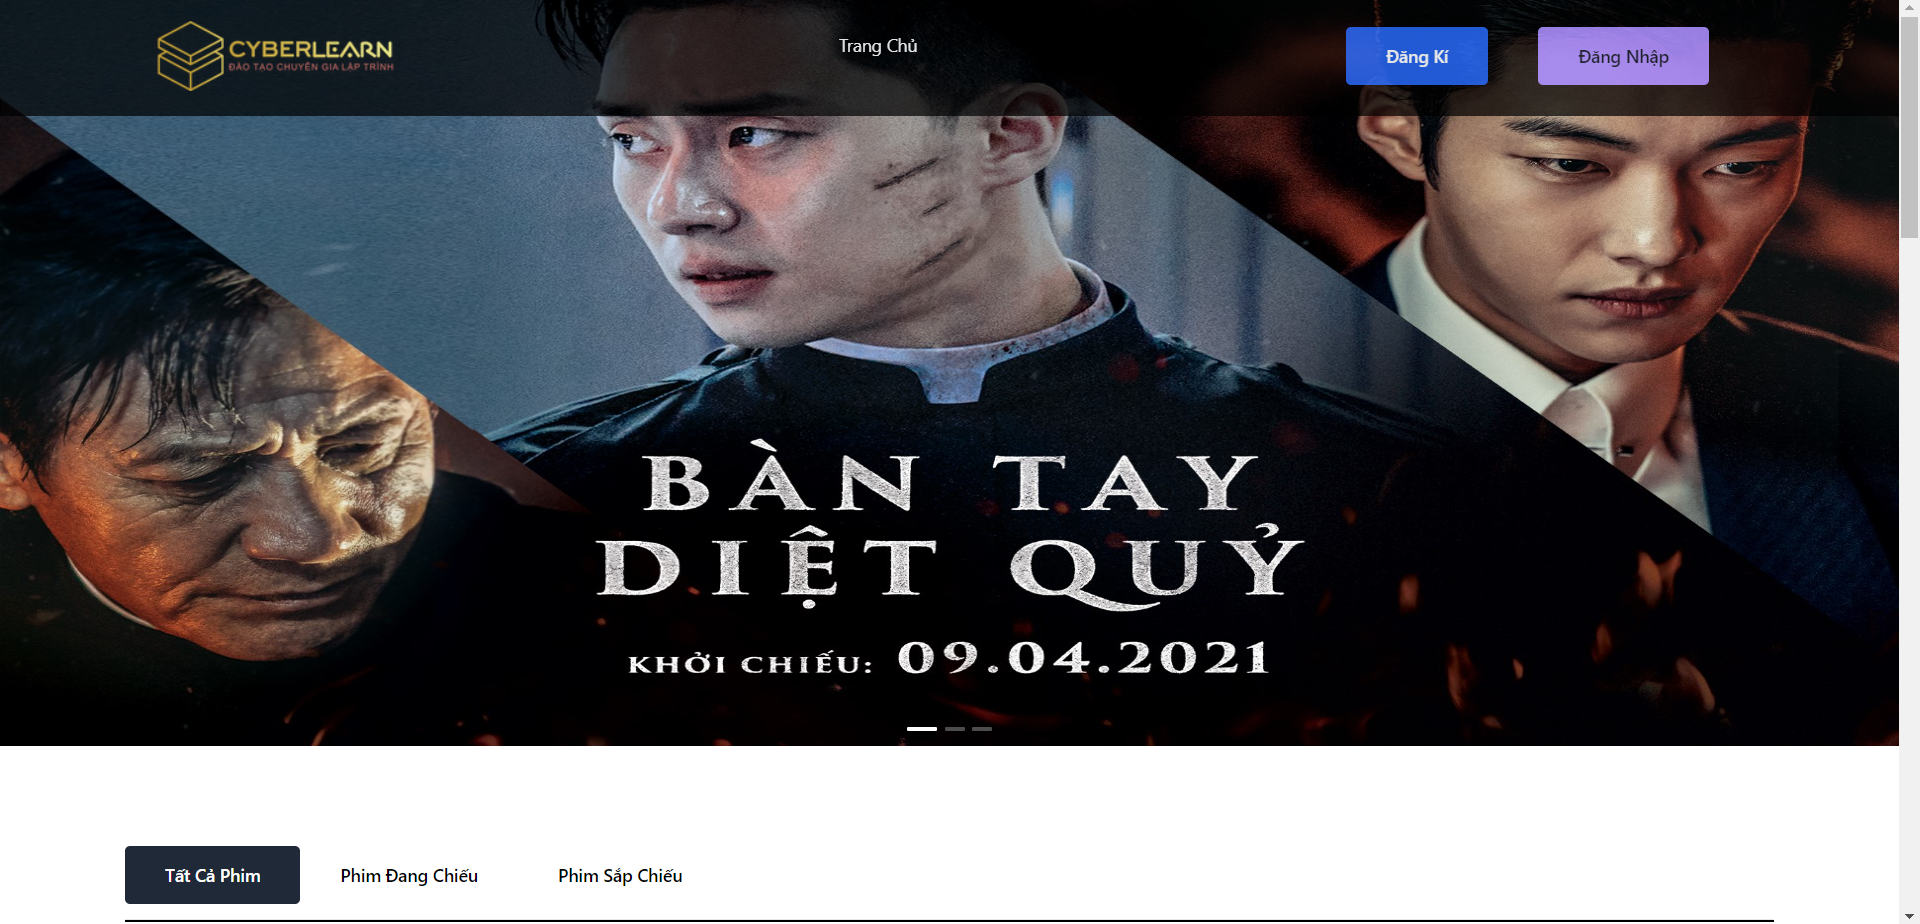 CYBERLEARN
ĐÀO TẠO CHUYÊN GIA LẬP TRÌNH
Trang Chủ
Đăng Kí
Đăng Nhập
BÀN TAY
DIỆT QUỶ
KHỞI CHIẾU: 09.04.2021
Tất Cả Phim
Phim Đang Chiếu
Phim Sắp Chiếu